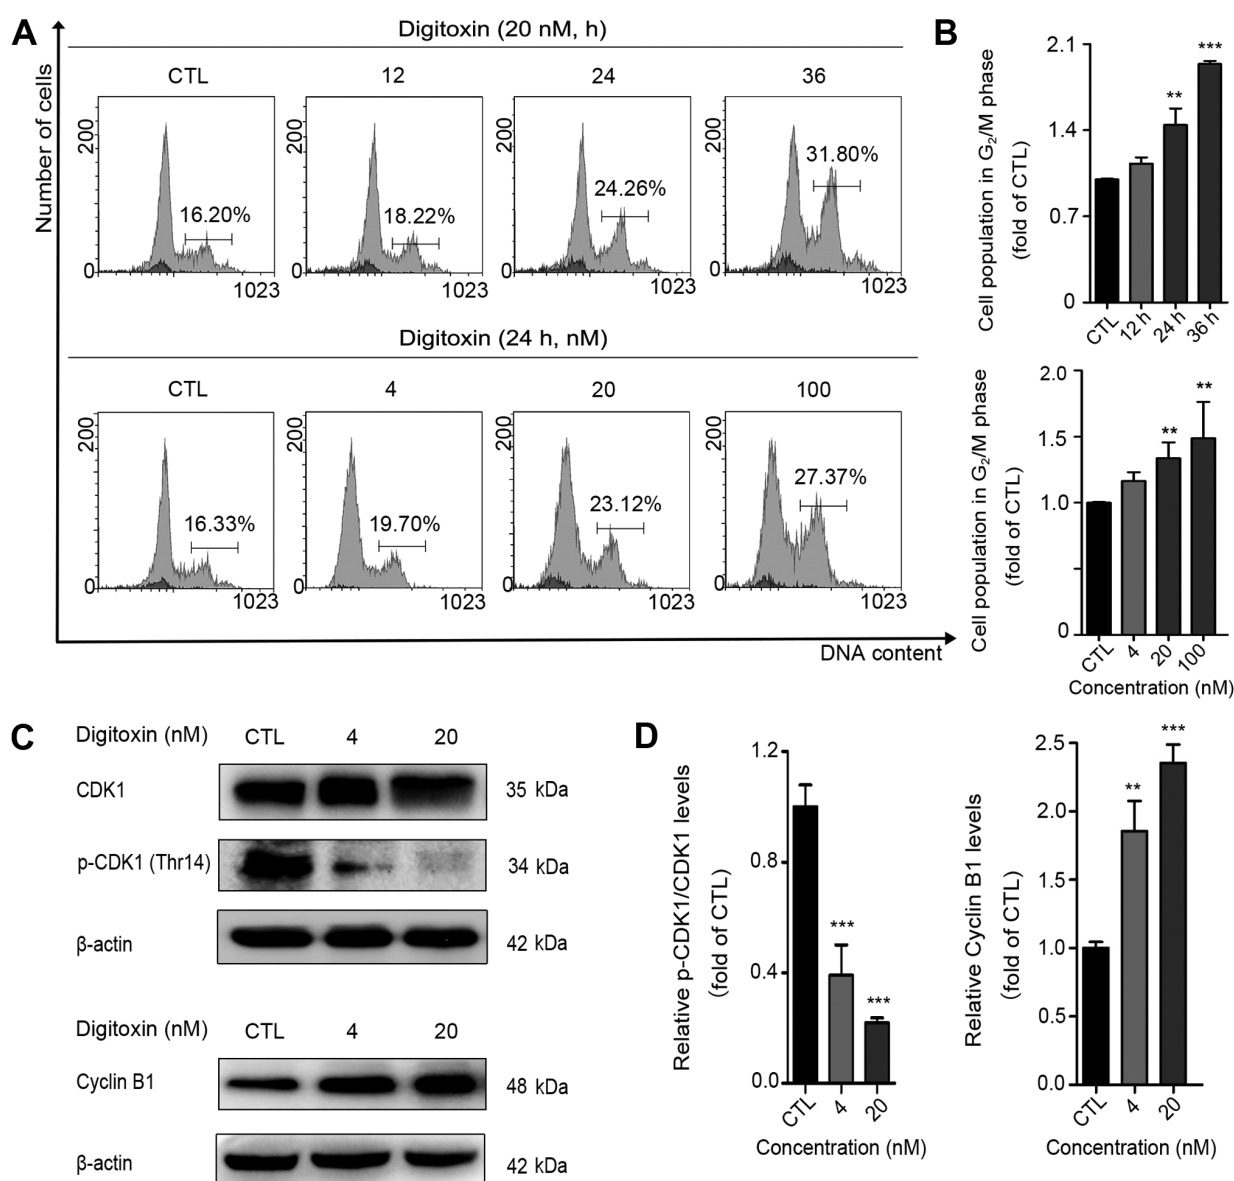 A
Digitoxin (20 nM, h)
CTL 12 24 36
Number of cells
200 0 16.20% 1023
200 0 18.22% 1023
200 0 24.26% 1023
200 0 31.80% 1023
Digitoxin (24 h, nM)
CTL 4 20 100
200 0 16.33% 1023
200 0 19.70% 1023
200 0 23.12% 1023
200 0 27.37% 1023
DNA content
B
Cell population in G₂/M phase
(fold of CTL)
2.1
1.4
0.7
0
** ***
CTL 12 h 24 h 36 h
Cell population in G₂/M phase
(fold of CTL)
2.0
1.5
1.0
0
** **
CTL 4 20 100
Concentration (nM)
C
Digitoxin (nM) CTL 4 20
CDK1 35 kDa
p-CDK1 (Thr14) 34 kDa
β-actin 42 kDa
Digitoxin (nM) CTL 4 20
Cyclin B1 48 kDa
β-actin 42 kDa
D
Relative p-CDK1/CDK1 levels
(fold of CTL)
1.2
0.8
0.4
0.0
*** ***
CTL 4 20
Concentration (nM)
Relative Cyclin B1 levels
(fold of CTL)
2.5
2.0
1.5
1.0
0.5
0.0
** ***
CTL 4 20
Concentration (nM)